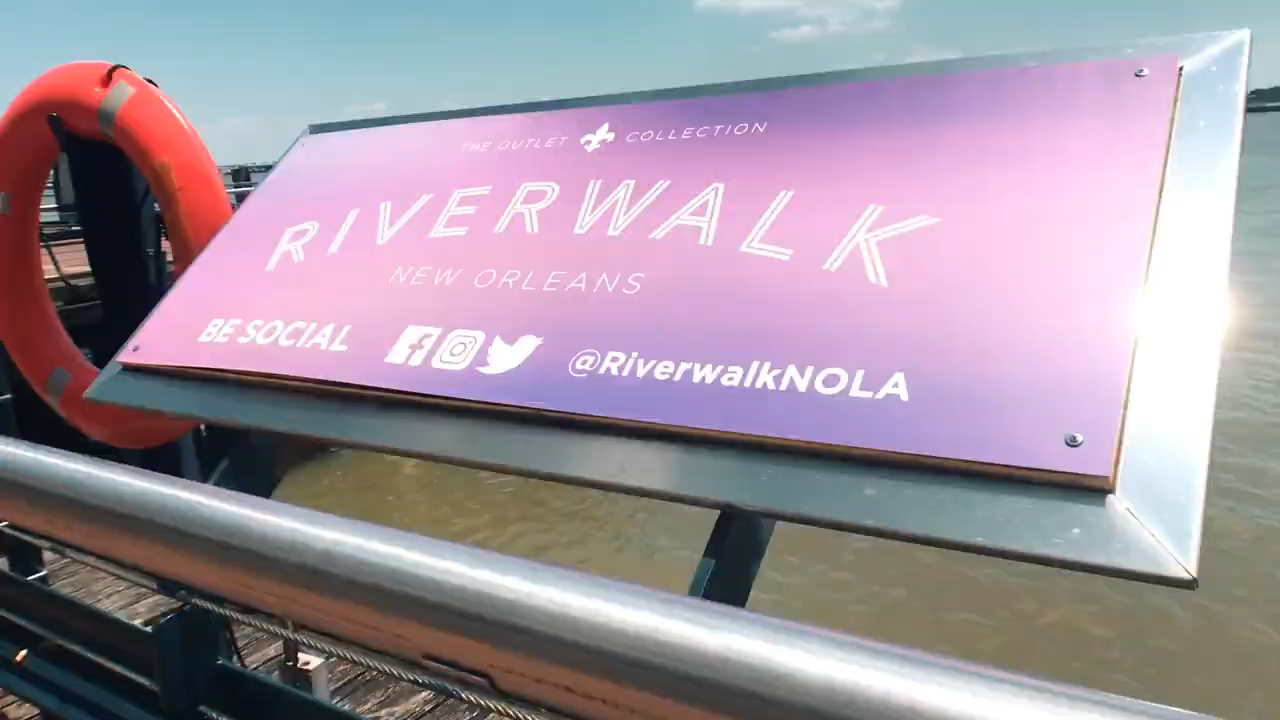 THE OUTLET COLLECTION
RIVERWALK
NEW ORLEANS
BE SOCIAL @RiverwalkNOLA